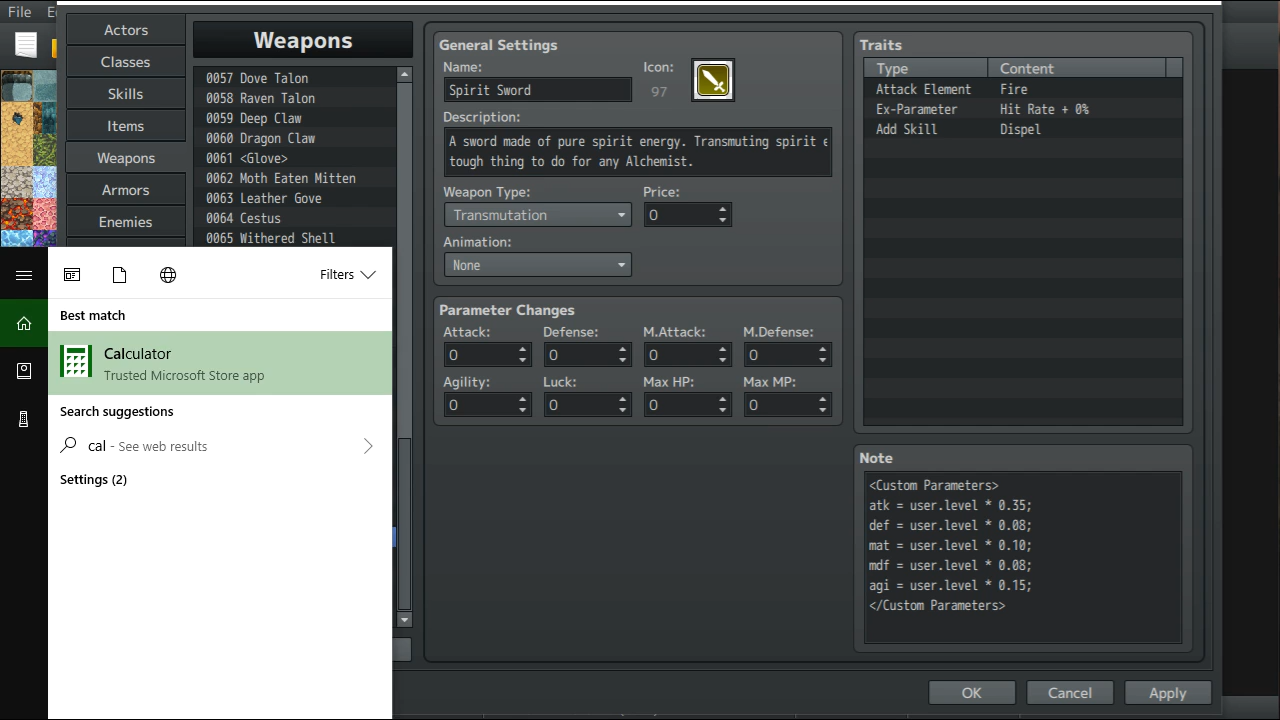 File
Actors
Classes
Skills
Items
Weapons
Armors
Enemies
Weapons
0057 Dove Talon
0058 Raven Talon
0059 Deep Claw
0060 Dragon Claw
0061 <Glove>
0062 Moth Eaten Mitten
0063 Leather Gove
0064 Cestus
0065 Withered Shell
General Settings
Name:
Icon:
Spirit Sword
97
Description:
A sword made of pure spirit energy. Transmuting spirit e
tough thing to do for any Alchemist.
Weapon Type:
Price:
Transmutation
0
Animation:
None
Parameter Changes
Attack: Defense: M.Attack: M.Defense:
0 0 0 0
Agility: Luck: Max HP: Max MP:
0 0 0 0
Traits
Type Content
Attack Element Fire
Ex-Parameter Hit Rate + 0%
Add Skill Dispel
Note
<Custom Parameters>
atk = user.level * 0.35;
def = user.level * 0.08;
mat = user.level * 0.10;
mdf = user.level * 0.08;
agi = user.level * 0.15;
</Custom Parameters>
OK Cancel Apply
Filters
Best match
Calculator
Trusted Microsoft Store app
Search suggestions
cal - See web results
Settings (2)